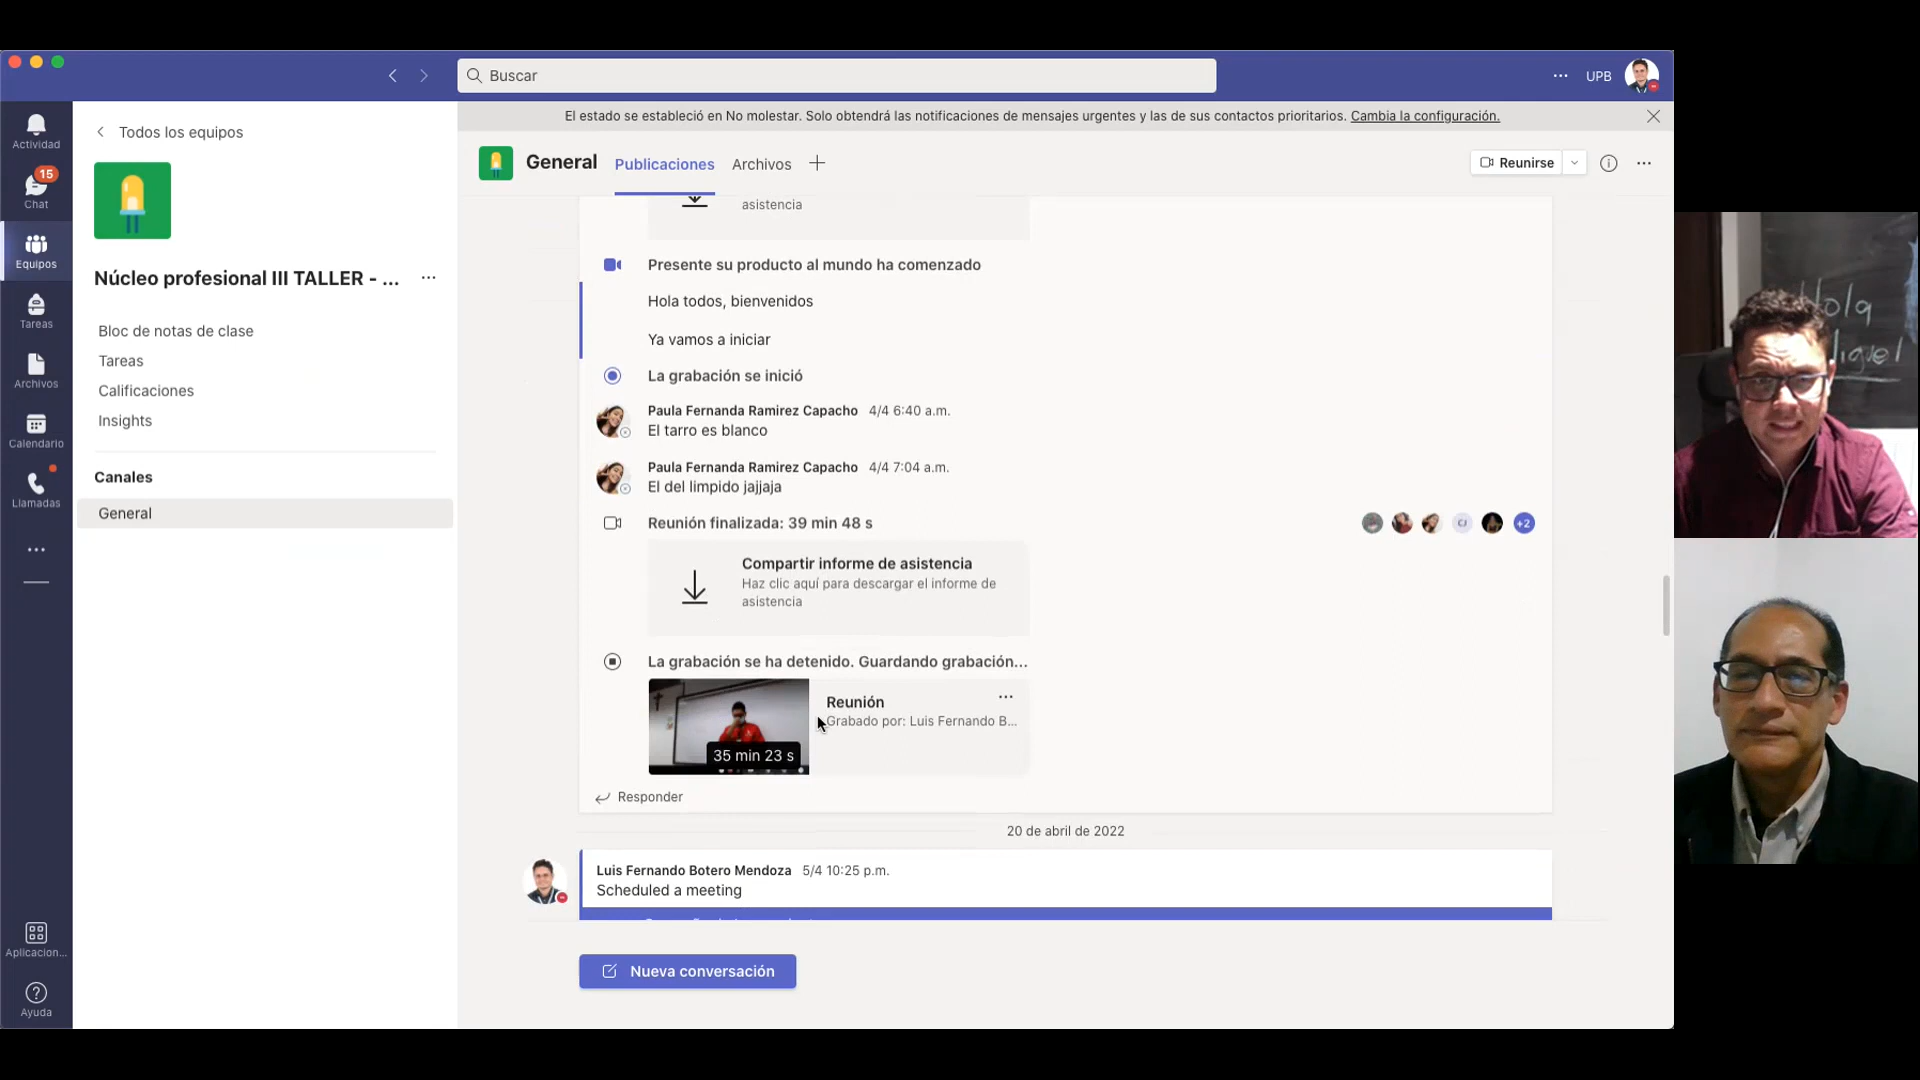 Buscar
UPB
El estado se estableció en No molestar. Solo obtendrá las notificaciones de mensajes urgentes y las de sus contactos prioritarios. Cambia la configuración.
Actividad
15
Chat
Equipos
Tareas
Archivos
Calendario
Llamadas
Aplicacion...
Ayuda
Todos los equipos
Núcleo profesional III TALLER - ...
Bloc de notas de clase
Tareas
Calificaciones
Insights
Canales
General
General
Publicaciones
Archivos
Reunirse
asistencia
Presente su producto al mundo ha comenzado
Hola todos, bienvenidos
Ya vamos a iniciar
La grabación se inició
Paula Fernanda Ramirez Capacho 4/4 6:40 a.m.
El tarro es blanco
Paula Fernanda Ramirez Capacho 4/4 7:04 a.m.
El del limpido jajjaja
Reunión finalizada: 39 min 48 s
CJ
+2
Compartir informe de asistencia
Haz clic aquí para descargar el informe de
asistencia
La grabación se ha detenido. Guardando grabación...
Reunión
Grabado por: Luis Fernando B...
35 min 23 s
Responder
20 de abril de 2022
Luis Fernando Botero Mendoza 5/4 10:25 p.m.
Scheduled a meeting
Nueva conversación
Hola